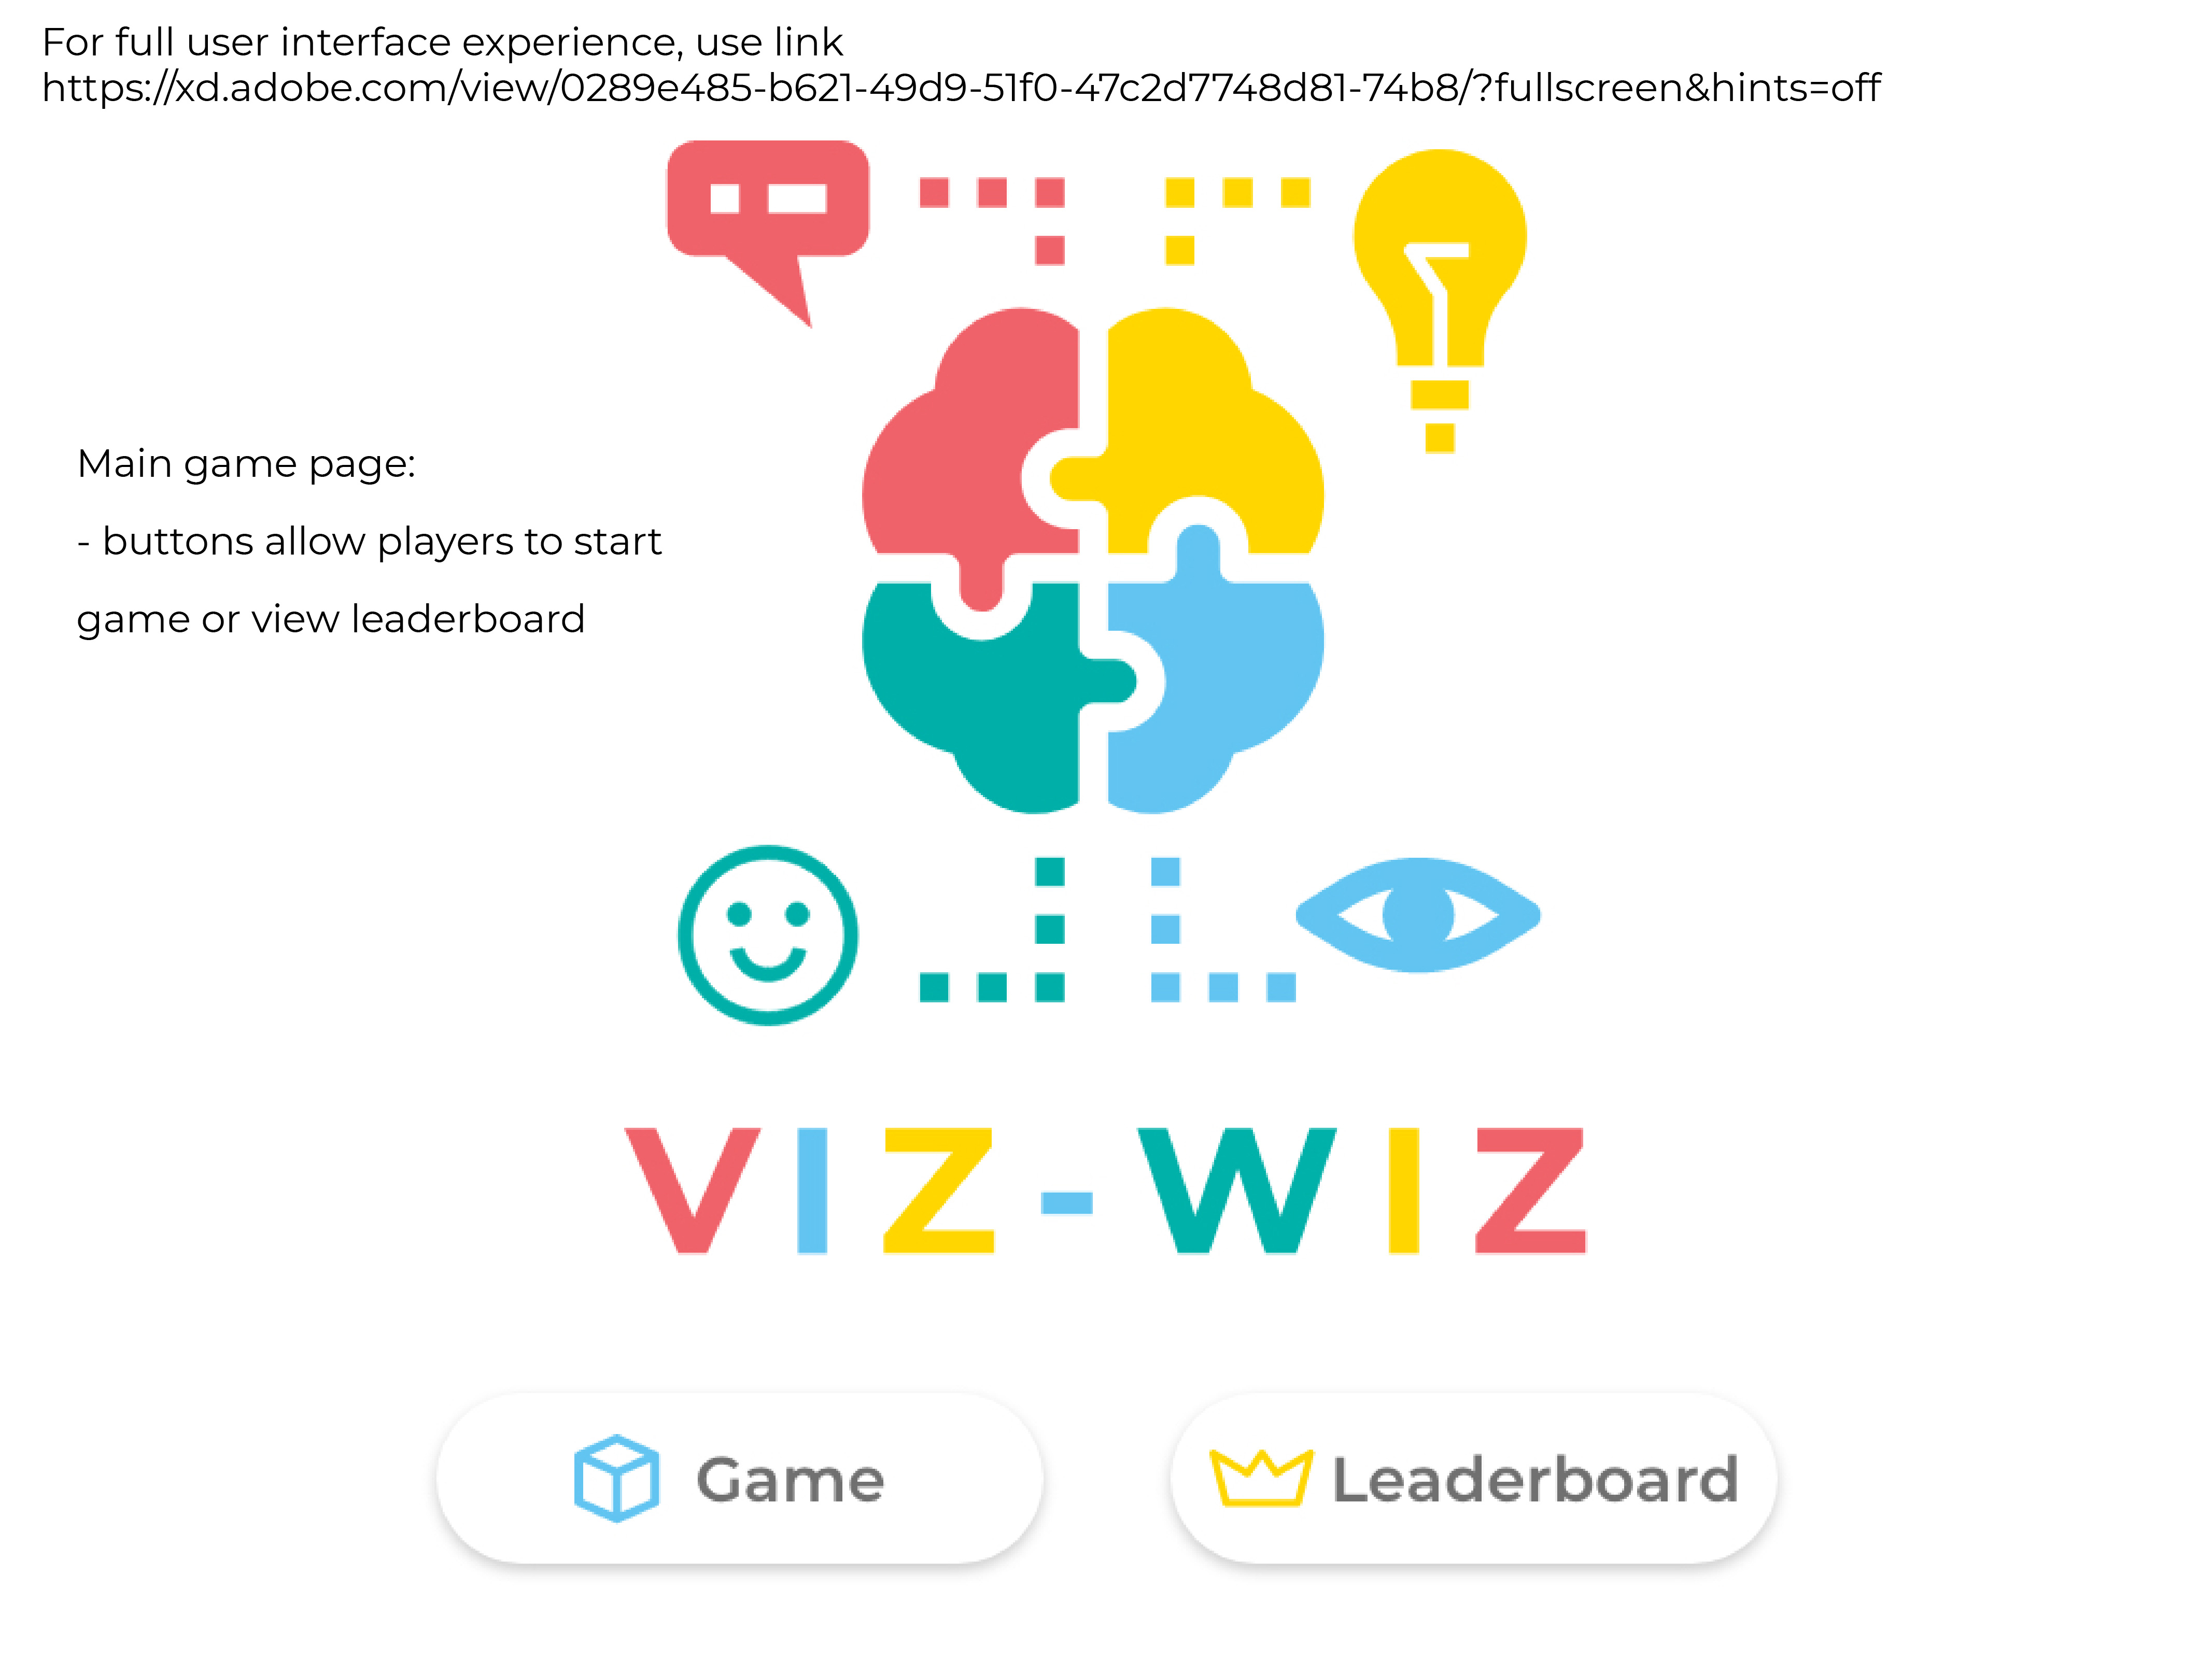 For full user interface experience, use link
https://xd.adobe.com/view/0289e485-b621-49d9-51f0-47c2d7748d81-74b8/?fullscreen&hints=off
Main game page:
- buttons allow players to start
game or view leaderboard
VIZ-WIZ
Game
Leaderboard